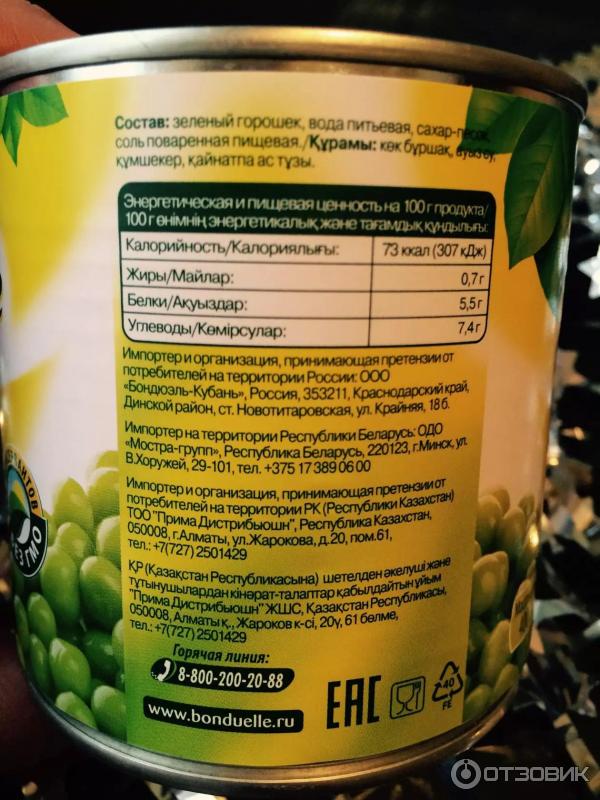 Состав: зеленый горошек, вода питьевая, сахар-песок,
соль поваренная пищевая./Құрамы: көк бұршақ, ауыз су,
құмшекер, қайнатпа ас тұзы.
Энергетическая и пищевая ценность на 100 г продукта/
100 г өнімнің энергетикалық және тағамдық құндылығы:
Калорийность/Калориялығы: 73 ккал (307 кДж)
Жиры/Майлар: 0,7 г
Белки/Ақуыздар: 5,5 г
Углеводы/Көмірсулар: 7,4 г
Импортер и организация, принимающая претензии от
потребителей на территории России: ООО
«Бондюэль-Кубань», Россия, 353211, Краснодарский край,
Динской район, ст. Новотитаровская, ул. Крайняя, 18 б.
Импортер на территории Республики Беларусь: ОДО
«Мостра-групп», Республика Беларусь, 220123, г.Минск, ул.
В.Хоружей, 29-101, тел. +375 17 389 06 00
Импортер и организация, принимающая претензии от
потребителей на территории РК (Республики Казахстан)
ТОО "Прима Дистрибьюшн", Республика Казахстан,
050008, г.Алматы, ул.Жарокова, д.20, пом.61,
тел.: +7(727) 2501429
ҚР (Қазақстан Республикасына) шетелден әкелуші және
тұтынушылардан кінәрат-талаптар қабылдайтын ұйым
"Прима Дистрибьюшн" ЖШС, Қазақстан Республикасы,
050008, Алматы қ., Жароков к-сі, 20ү, 61 бөлме,
тел.: +7(727) 2501429
Горячая линия:
8-800-200-20-88
www.bonduelle.ru
EAC
40
FE
БЕЗ ГМО
ОТЗОВИК